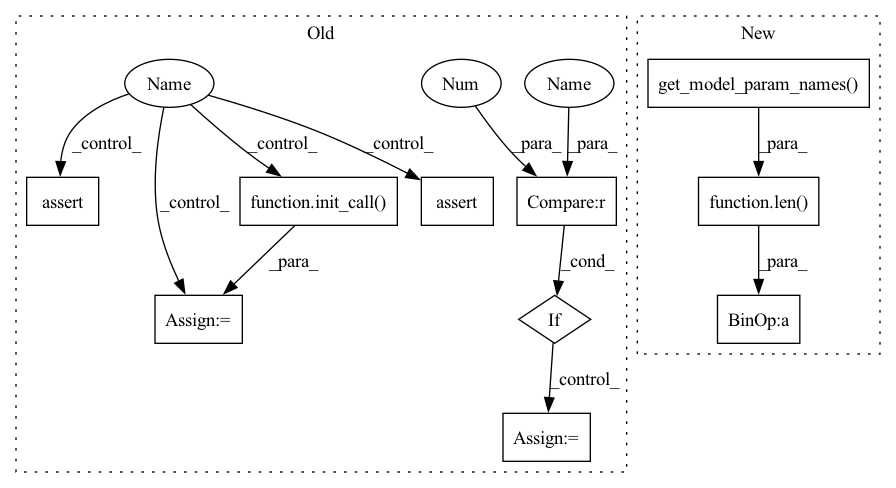 Old
New
Name
Num
Name
get_model_param_names()
_control_
_control_
_control_
_para_
_para_
_para_
assert
_control_
function.init_call()
assert
Compare:r
function.len()
_para_
_cond_
_para_
Assign:=
If
BinOp:a
_control_
Assign:=